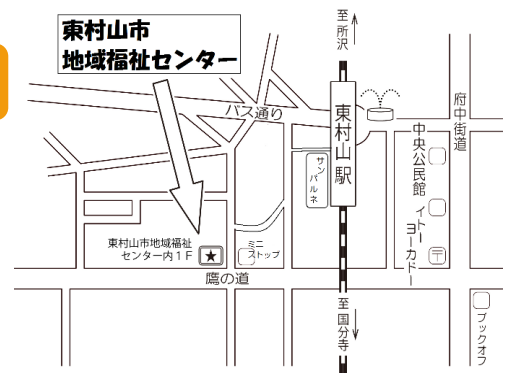 東村山市
地域福祉センター
至所沢
バス通り
東村山駅
サンパルネ
府中街道
中央公民館
イトーヨーカドー
〒
東村山市地域福祉
センター内1F
★
ミニ
ストップ
鷹の道
至国分寺
ブックオフ